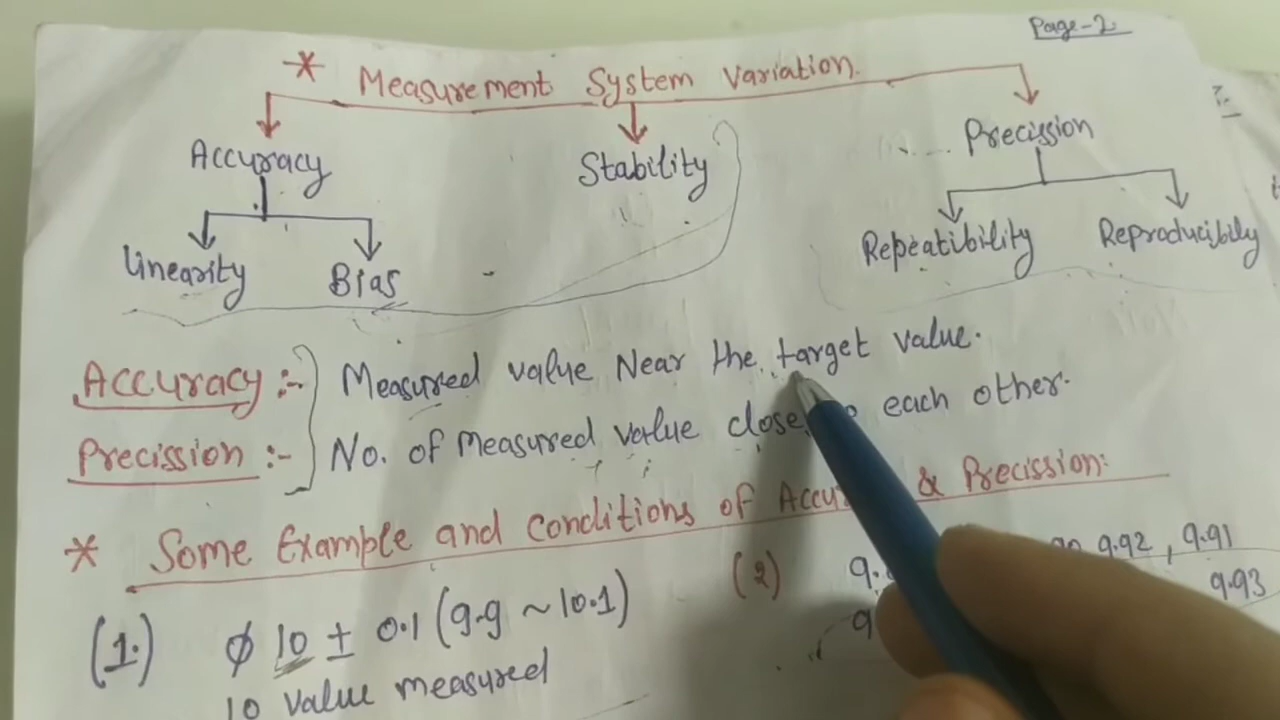 Page-2
* Measurement System Variation.
Accuracy Stability Precission
Linearity Bias Repeatibility Reproducibily
Accuracy :- Measured value Near the target value.
Precission :- No. of Measured value close each other.
* Some Example and Conditions of & Precission:
(1.) ϕ 10 ± 0.1 (9.9 ~ 10.1) (2) 9.92, 9.91
9.93
10 value measured